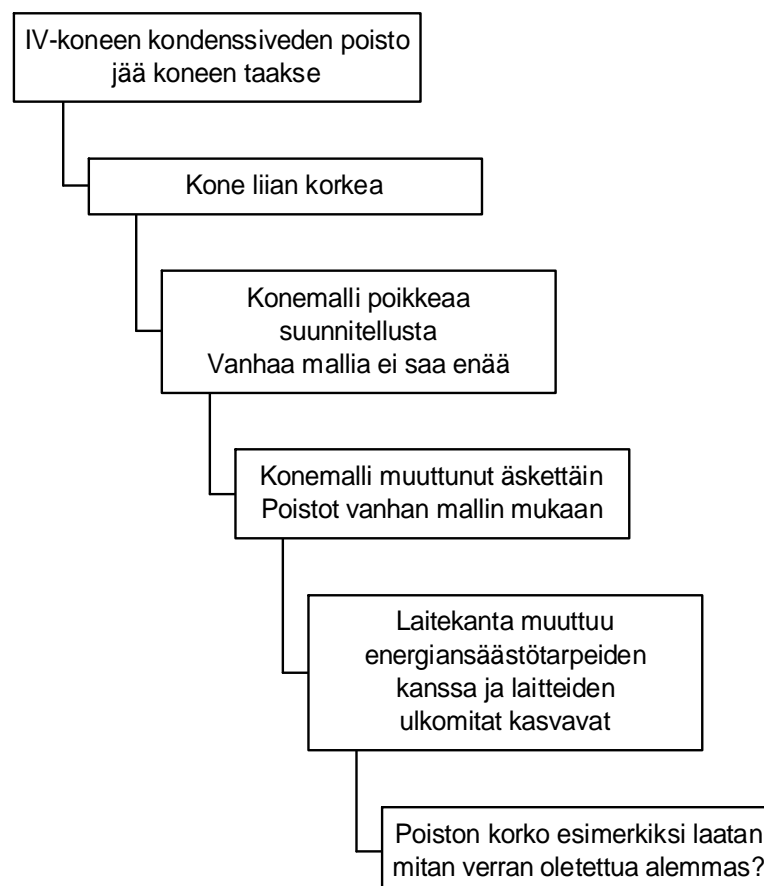 IV-koneen kondenssiveden poisto
jää koneen taakse
Kone liian korkea
Konemalli poikkeaa
suunnitellusta
Vanhaa mallia ei saa enää
Konemalli muuttunut äskettäin
Poistot vanhan mallin mukaan
Laitekanta muuttuu
energiansäästötarpeiden
kanssa ja laitteiden
ulkomitat kasvavat
Poiston korko esimerkiksi laatan
mitan verran oletettua alemmas?